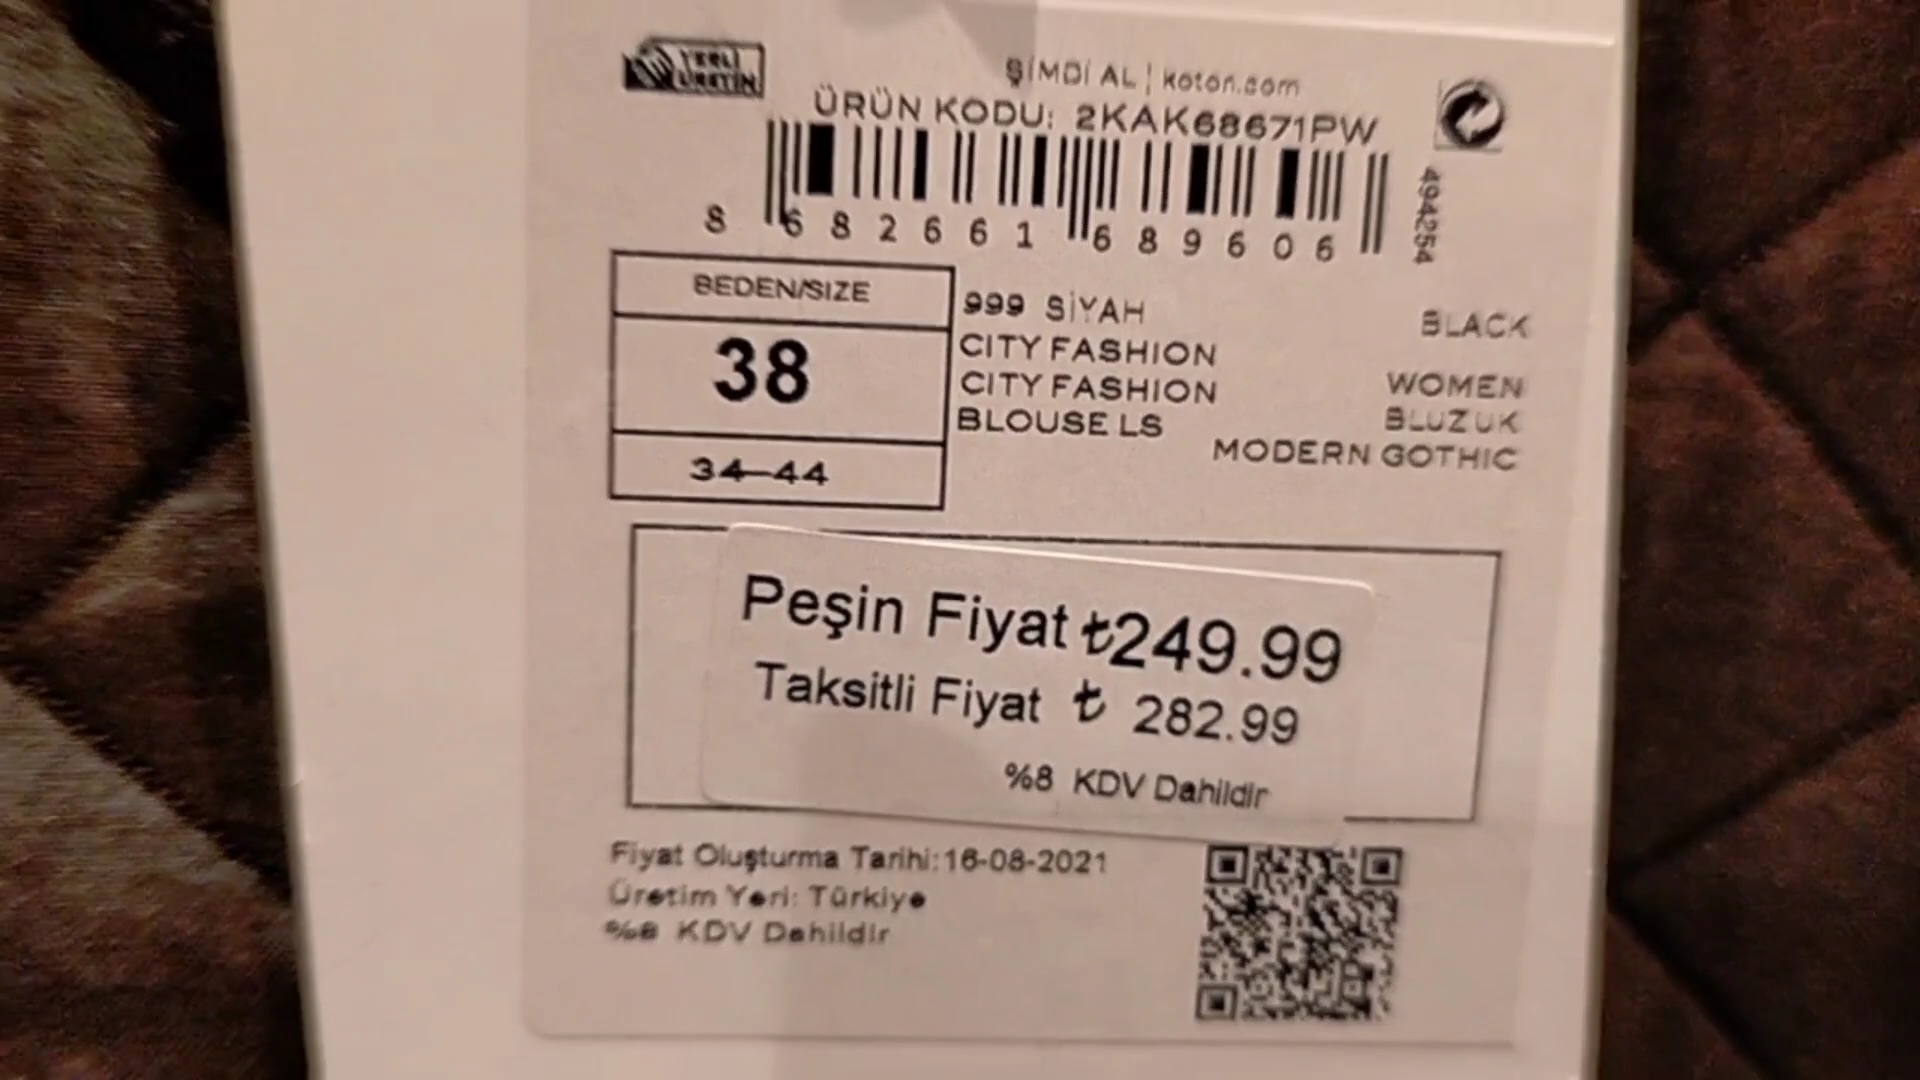 YERLİ
ÜRETİM
ŞİMDİ AL | koton.com
ÜRÜN KODU: 2KAK68671PW
8 682661 689606
494254
BEDEN/SIZE
38
34-44
999 SİYAH BLACK
CITY FASHION
CITY FASHION WOMEN
BLOUSE LS BLUZ UK
MODERN GOTHIC
Peşin Fiyat ₺249.99
Taksitli Fiyat ₺ 282.99
%8 KDV Dahildir
Fiyat Oluşturma Tarihi:16-08-2021
Üretim Yeri: Türkiye
%8 KDV Dahildir